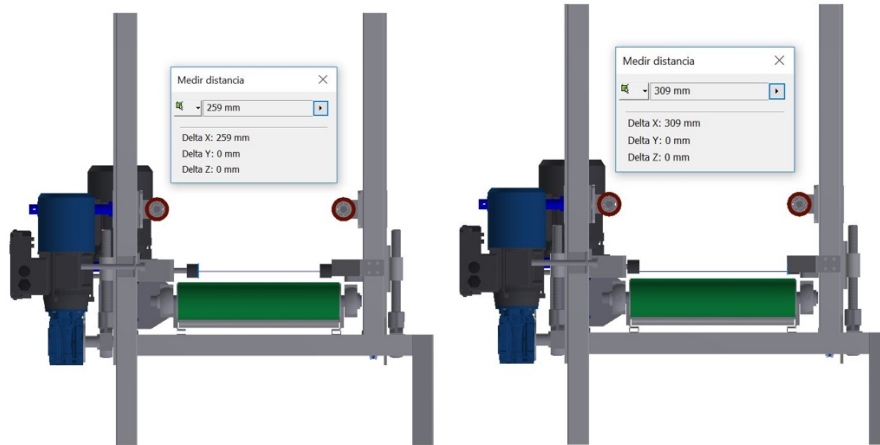 Medir distancia
259 mm
Delta X: 259 mm
Delta Y: 0 mm
Delta Z: 0 mm
Medir distancia
309 mm
Delta X: 309 mm
Delta Y: 0 mm
Delta Z: 0 mm